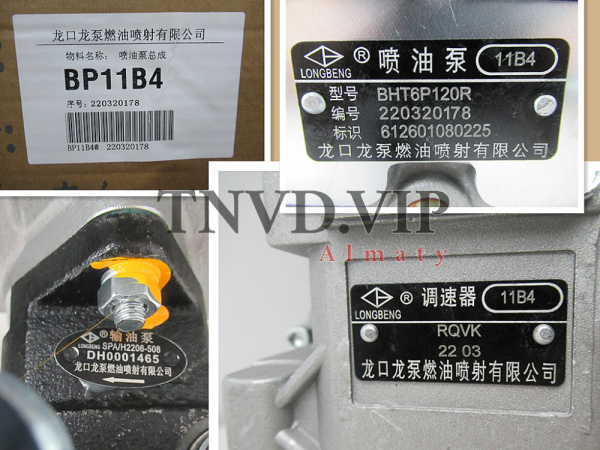 龙口龙泵燃油喷射有限公司
物料名称: 喷油泵总成
BP11B4
序号: 220320178
BP11B4@ 220320178
LONGBENG ® 喷油泵 11B4
型号 BHT6P120R
编号 220320178
标识 612601080225
龙口龙泵燃油喷射有限公司
TNVD.VIP
Almaty
LONGBENG ® 输油泵
SPA/H2208-508
DH0001465
龙口龙泵燃油喷射有限公司
LONGBENG ® 调速器 11B4
RQVK
22 03
龙口龙泵燃油喷射有限公司